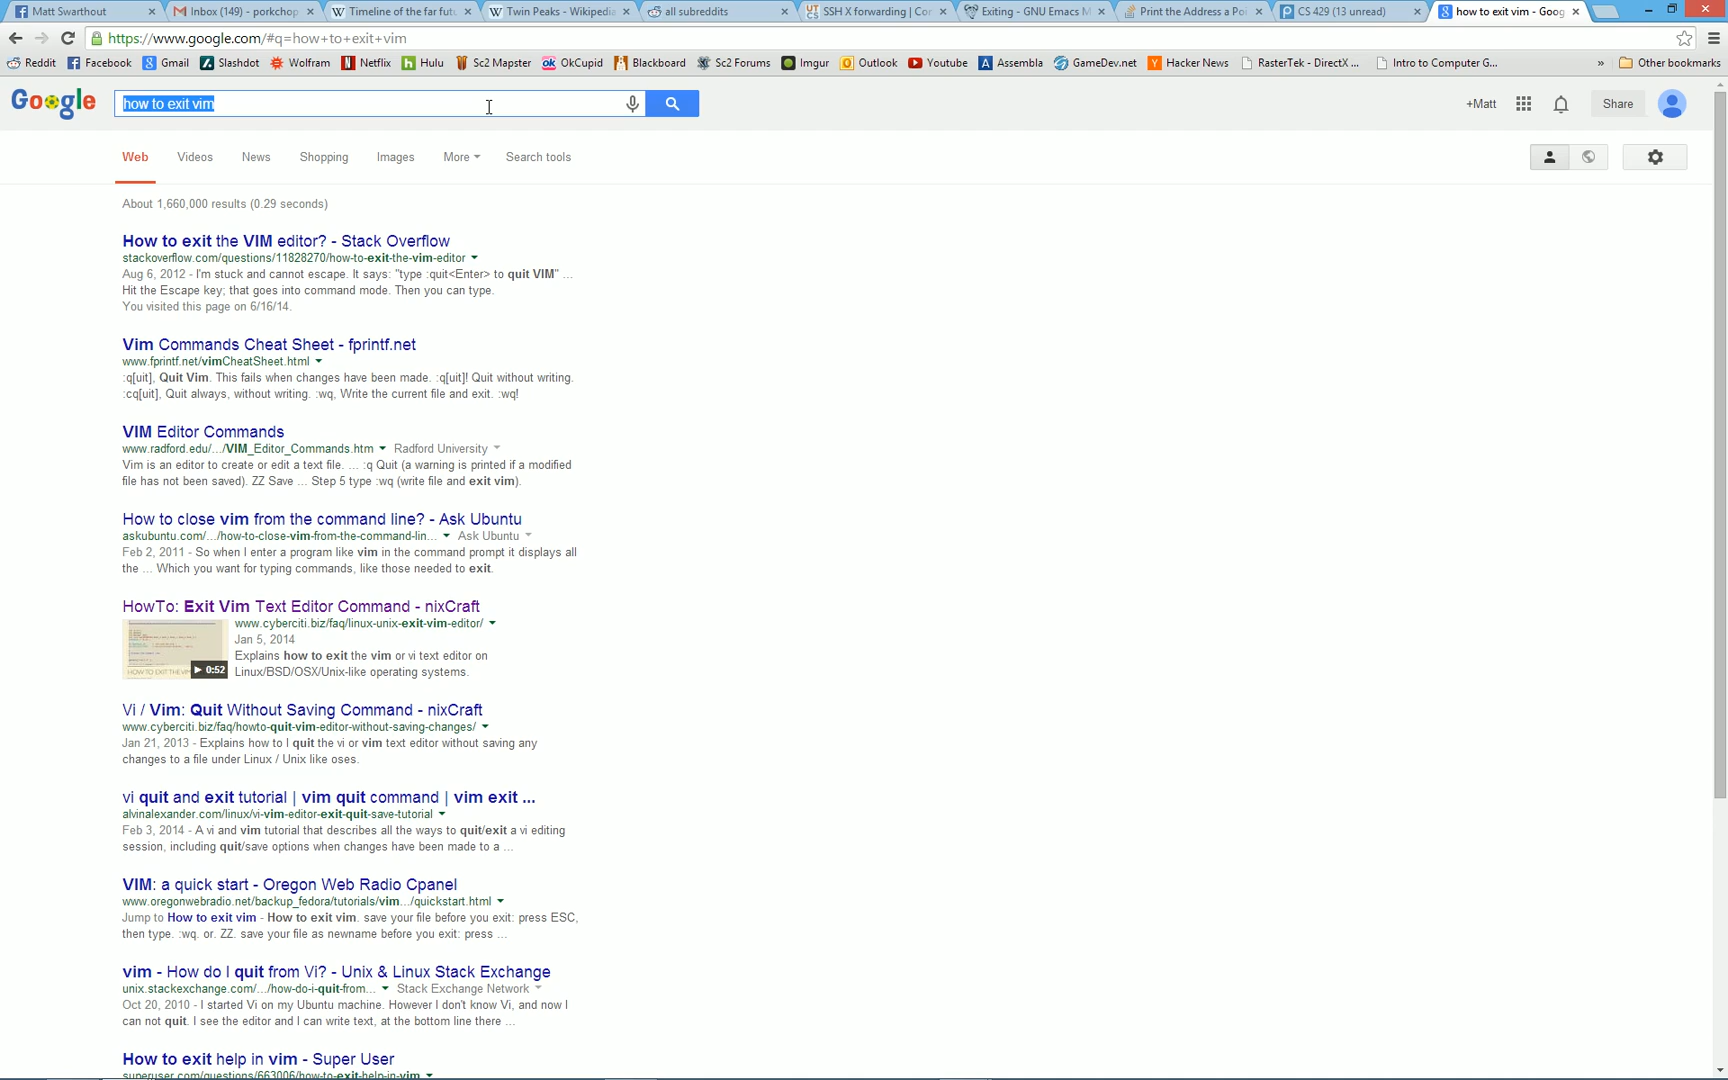 Matt Swarthout
Inbox (149) - porkchop
Timeline of the far futu
Twin Peaks - Wikipedia
all subreddits
SSH X forwarding | Cor
Exiting - GNU Emacs M
Print the Address a Poi
CS 429 (13 unread)
how to exit vim - Goog
https://www.google.com/#q=how+to+exit+vim
Reddit Facebook Gmail Slashdot Wolfram Netflix Hulu Sc2 Mapster OkCupid Blackboard Sc2 Forums Imgur Outlook Youtube Assembla GameDev.net Hacker News RasterTek - DirectX ... Intro to Computer G... » Other bookmarks
Google how to exit vim +Matt Share
Web Videos News Shopping Images More Search tools
About 1,660,000 results (0.29 seconds)
How to exit the VIM editor? - Stack Overflow
stackoverflow.com/questions/11828270/how-to-exit-the-vim-editor
Aug 6, 2012 - I'm stuck and cannot escape. It says: "type :quit<Enter> to quit VIM" ...
Hit the Escape key; that goes into command mode. Then you can type.
You visited this page on 6/16/14.
Vim Commands Cheat Sheet - fprintf.net
www.fprintf.net/vimCheatSheet.html
:q[uit], Quit Vim. This fails when changes have been made. :q[uit]! Quit without writing.
:cq[uit], Quit always, without writing. :wq, Write the current file and exit. :wq!
VIM Editor Commands
www.radford.edu/.../VIM_Editor_Commands.htm Radford University
Vim is an editor to create or edit a text file. ... :q Quit (a warning is printed if a modified
file has not been saved). ZZ Save ... Step 5 type :wq (write file and exit vim).
How to close vim from the command line? - Ask Ubuntu
askubuntu.com/.../how-to-close-vim-from-the-command-lin... Ask Ubuntu
Feb 2, 2011 - So when I enter a program like vim in the command prompt it displays all
the ... Which you want for typing commands, like those needed to exit.
HowTo: Exit Vim Text Editor Command - nixCraft
www.cyberciti.biz/faq/linux-unix-exit-vim-editor/
Jan 5, 2014
Explains how to exit the vim or vi text editor on
Linux/BSD/OSX/Unix-like operating systems.
HOW TO EXIT THE VI
0:52
Vi / Vim: Quit Without Saving Command - nixCraft
www.cyberciti.biz/faq/howto-quit-vim-editor-without-saving-changes/
Jan 21, 2013 - Explains how to I quit the vi or vim text editor without saving any
changes to a file under Linux / Unix like oses.
vi quit and exit tutorial | vim quit command | vim exit ...
alvinalexander.com/linux/vi-vim-editor-exit-quit-save-tutorial
Feb 3, 2014 - A vi and vim tutorial that describes all the ways to quit/exit a vi editing
session, including quit/save options when changes have been made to a ...
VIM: a quick start - Oregon Web Radio Cpanel
www.oregonwebradio.net/backup_fedora/tutorials/vim.../quickstart.html
Jump to How to exit vim - How to exit vim. save your file before you exit: press ESC,
then type. :wq. or. ZZ. save your file as newname before you exit: press ...
vim - How do I quit from Vi? - Unix & Linux Stack Exchange
unix.stackexchange.com/.../how-do-i-quit-from... Stack Exchange Network
Oct 20, 2010 - I started Vi on my Ubuntu machine. However I don't know Vi, and now I
can not quit. I see the editor and I can write text, at the bottom line there ...
How to exit help in vim - Super User
superuser.com/questions/663006/how-to-exit-help-in-vim